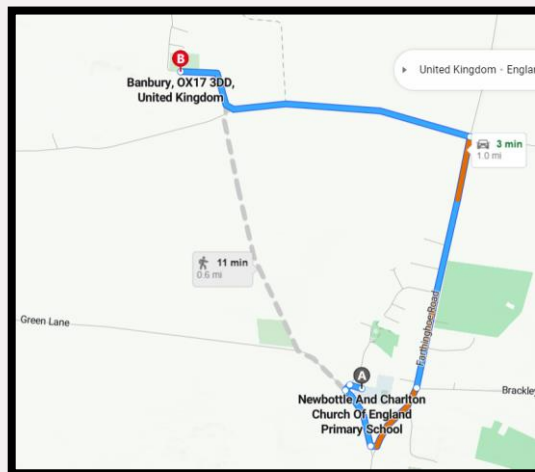 B
Banbury, OX17 3DD,
United Kingdom
United Kingdom - Englan
3 min
1.0 mi
11 min
0.6 mi
Farthinghoe Road
Green Lane
A
Brackley
Newbottle And Charlton
Church Of England
Primary School